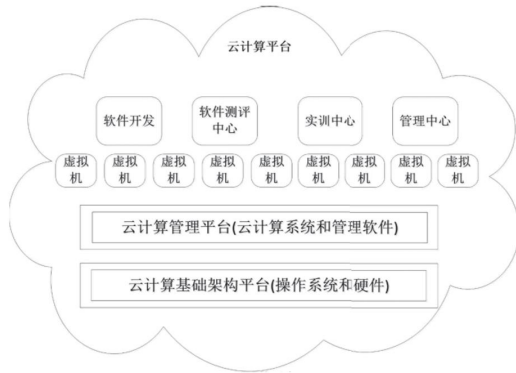 云计算平台
软件开发
软件测评
中心
实训中心
管理中心
虚拟
机
虚拟
机
虚拟
机
虚拟
机
虚拟
机
虚拟
机
虚拟
机
虚拟
机
虚拟
机
云计算管理平台(云计算系统和管理软件)
云计算基础架构平台(操作系统和硬件)